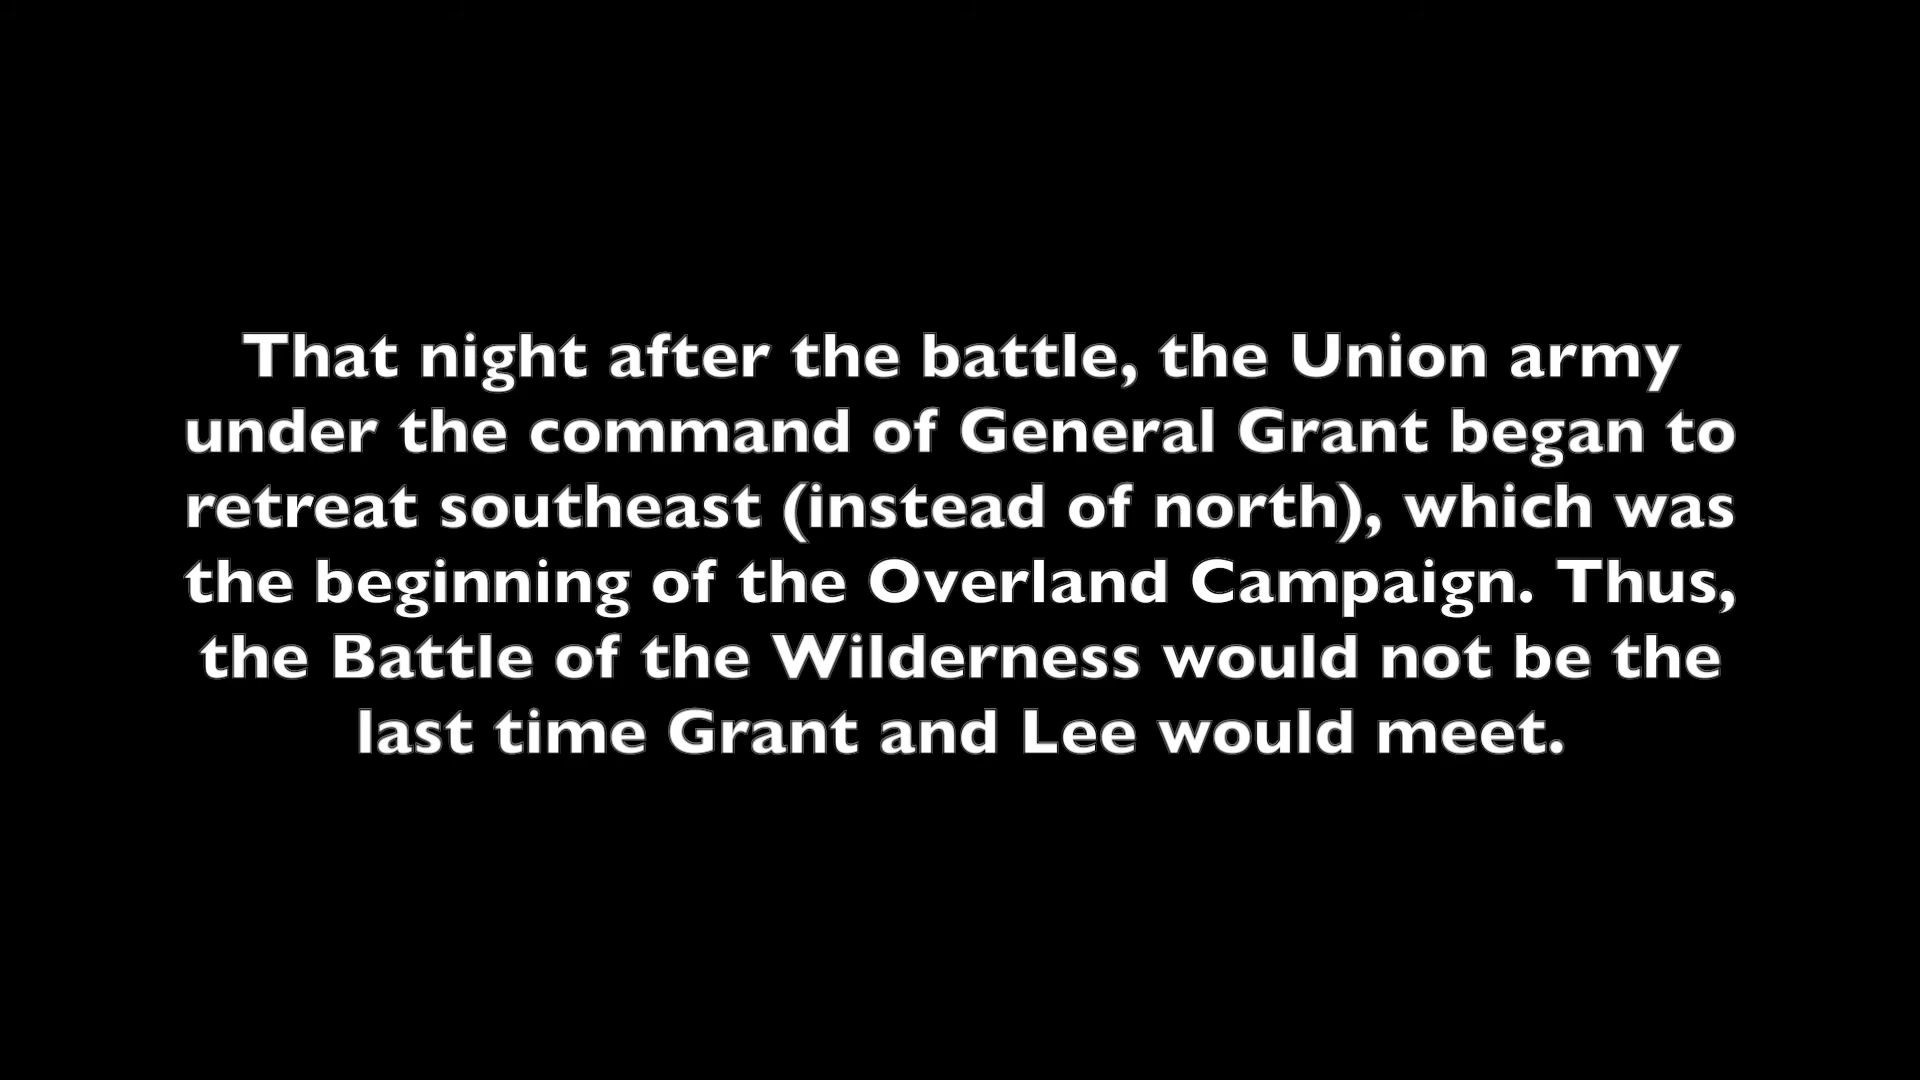 That night after the battle, the Union army
under the command of General Grant began to
retreat southeast (instead of north), which was
the beginning of the Overland Campaign. Thus,
the Battle of the Wilderness would not be the
last time Grant and Lee would meet.